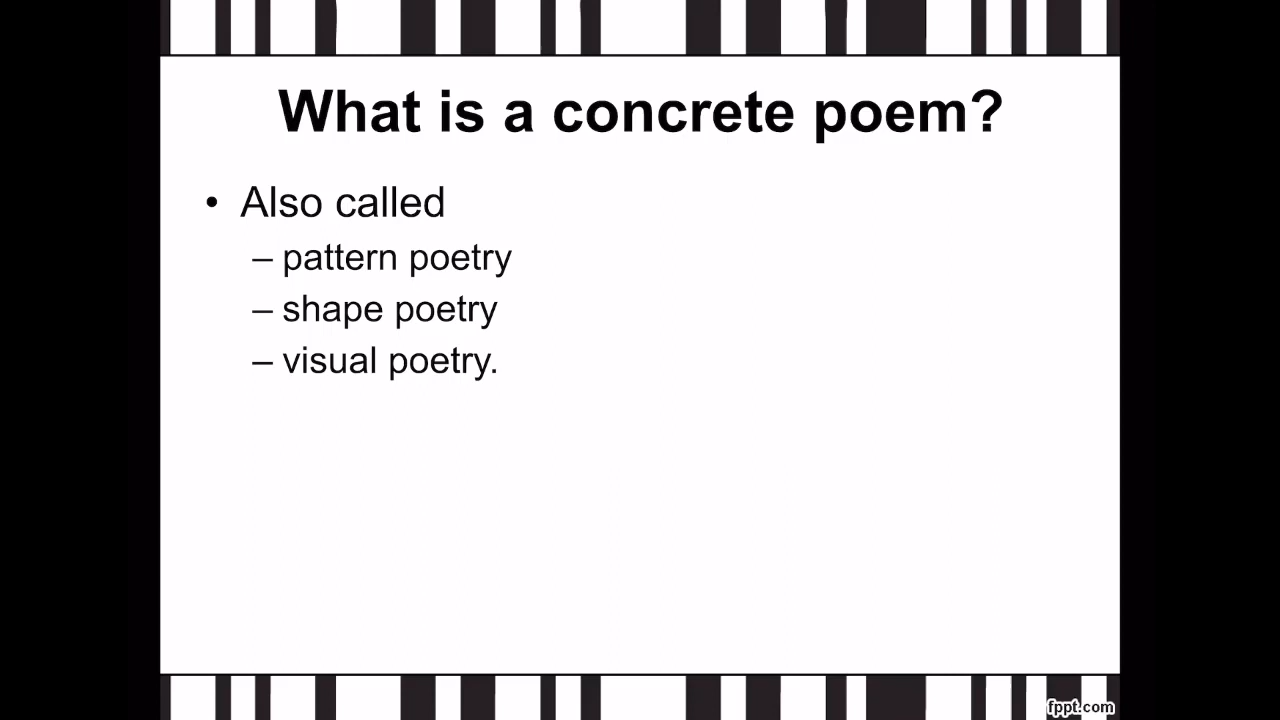 What is a concrete poem?
• Also called
– pattern poetry
– shape poetry
– visual poetry.
fppt.com